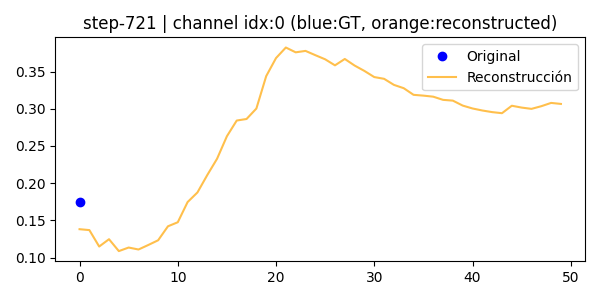 step-721 | channel idx:0 (blue:GT, orange:reconstructed)
Original
Reconstrucción
0.35
0.30
0.25
0.20
0.15
0.10
0 10 20 30 40 50